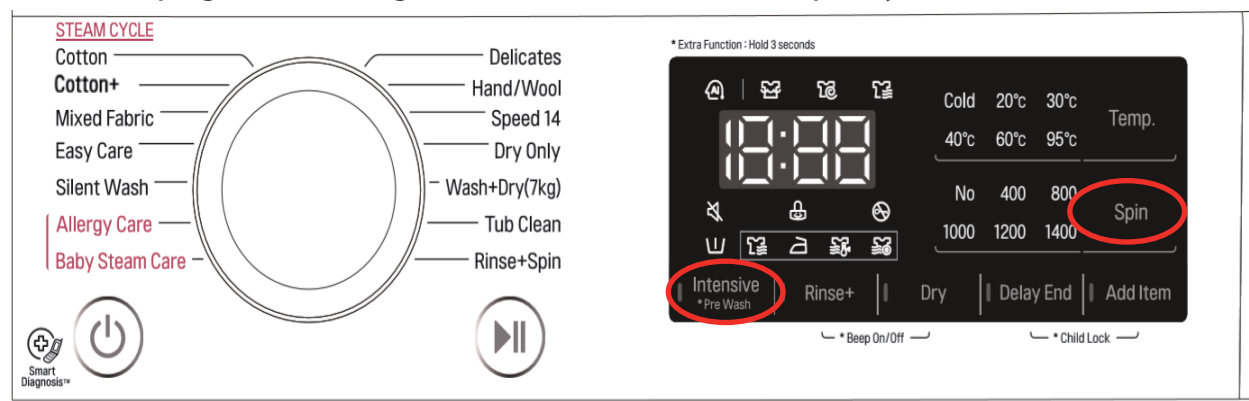 STEAM CYCLE
Cotton
Cotton+
Mixed Fabric
Easy Care
Silent Wash
Allergy Care
Baby Steam Care
Delicates
Hand/Wool
Speed 14
Dry Only
Wash+Dry(7kg)
Tub Clean
Rinse+Spin
Smart
Diagnosis™
* Extra Function : Hold 3 seconds
AI
18:88
Cold 20°c 30°c
40°c 60°c 95°c
Temp.
No 400 800
1000 1200 1400
Spin
Intensive
* Pre Wash
Rinse+
Dry
Delay End
Add Item
* Beep On/Off
* Child Lock